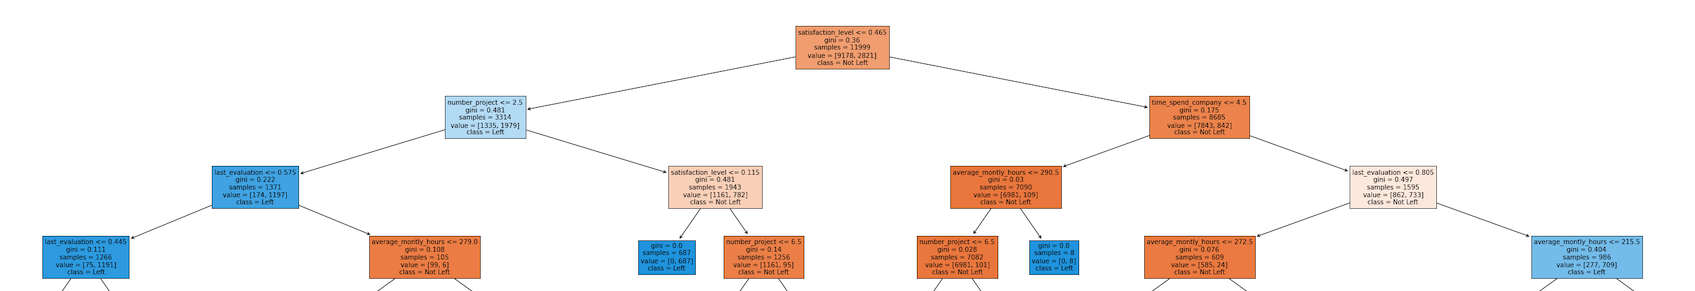 satisfaction_level <= 0.465
gini = 0.36
samples = 11999
value = [9178, 2821]
class = Not Left
number_project <= 2.5
gini = 0.481
samples = 3314
value = [1335, 1979]
class = Left
time_spend_company <= 4.5
gini = 0.175
samples = 8685
value = [7843, 842]
class = Not Left
last_evaluation <= 0.575
gini = 0.222
samples = 1371
value = [174, 1197]
class = Left
satisfaction_level <= 0.115
gini = 0.481
samples = 1943
value = [1161, 782]
class = Not Left
average_montly_hours <= 290.5
gini = 0.03
samples = 7090
value = [6981, 109]
class = Not Left
last_evaluation <= 0.805
gini = 0.497
samples = 1595
value = [862, 733]
class = Not Left
last_evaluation <= 0.445
gini = 0.111
samples = 1266
value = [75, 1191]
class = Left
average_montly_hours <= 279.0
gini = 0.108
samples = 105
value = [99, 6]
class = Not Left
gini = 0.0
samples = 687
value = [0, 687]
class = Left
number_project <= 6.5
gini = 0.14
samples = 1256
value = [1161, 95]
class = Not Left
number_project <= 6.5
gini = 0.028
samples = 7082
value = [6981, 101]
class = Not Left
gini = 0.0
samples = 8
value = [0, 8]
class = Left
average_montly_hours <= 272.5
gini = 0.076
samples = 609
value = [585, 24]
class = Not Left
average_montly_hours <= 215.5
gini = 0.404
samples = 986
value = [277, 709]
class = Left